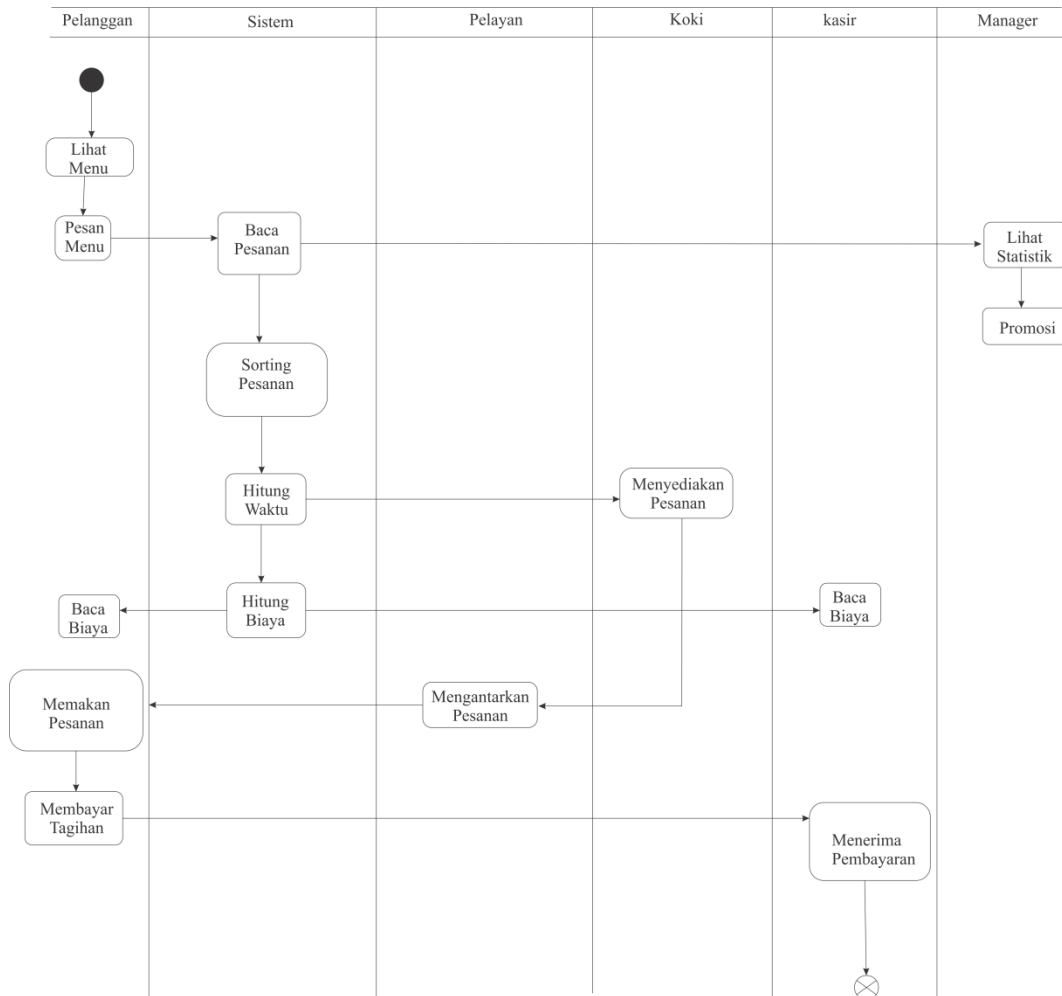 Pelanggan
Sistem
Pelayan
Koki
kasir
Manager
Lihat
Menu
Pesan
Menu
Baca
Pesanan
Lihat
Statistik
Promosi
Sorting
Pesanan
Hitung
Waktu
Menyediakan
Pesanan
Baca
Biaya
Hitung
Biaya
Baca
Biaya
Memakan
Pesanan
Mengantarkan
Pesanan
Membayar
Tagihan
Menerima
Pembayaran